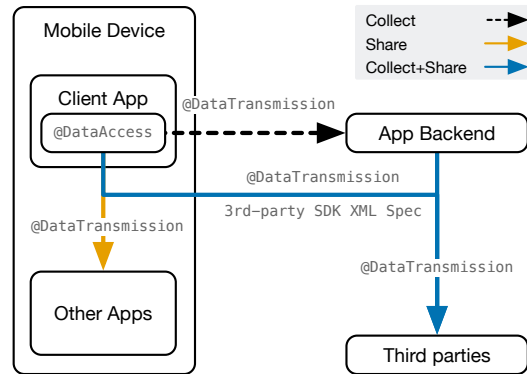 Mobile Device
Collect
Share
Collect+Share
Client App
@DataAccess
@DataTransmission
App Backend
@DataTransmission
3rd-party SDK XML Spec
@DataTransmission
@DataTransmission
Other Apps
Third parties